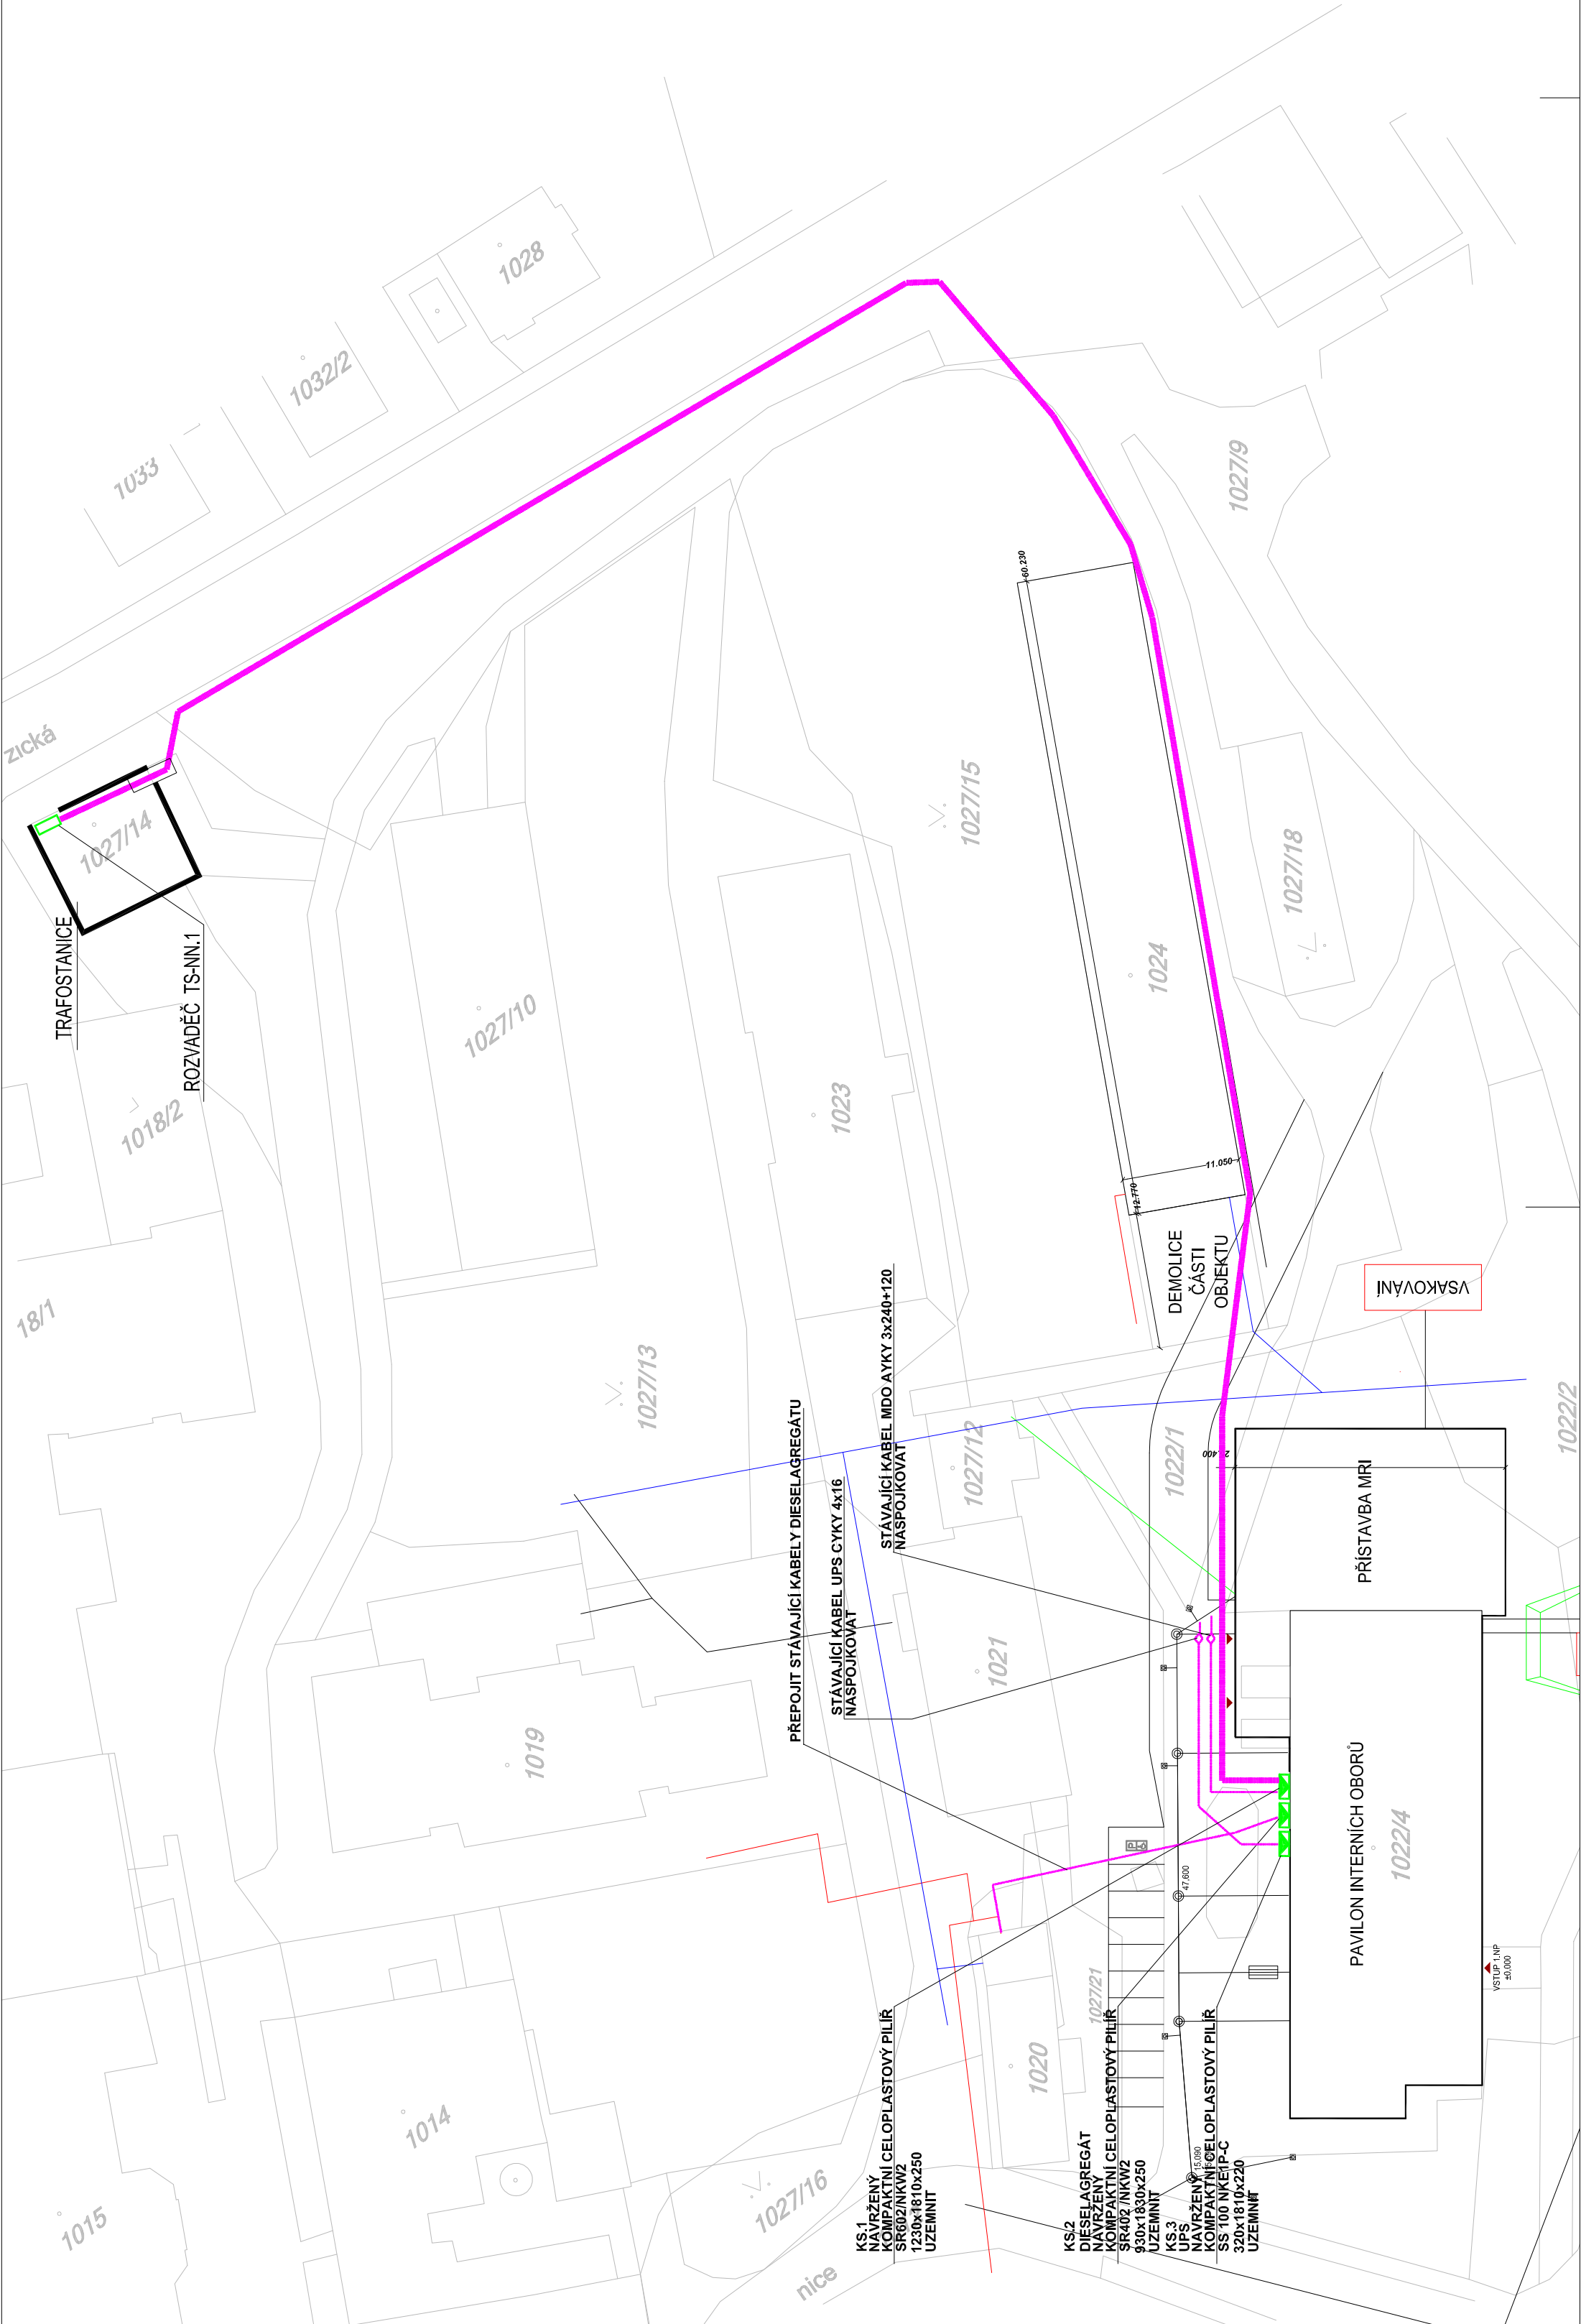 TRAFOSTANICE
ROZVADĚČ TS-NN.1
zická
1033
1032/2
1028
1027/14
1018/2
18/1
1027/10
1023
1027/15
1027/9
1027/18
1024
60.230
11.050
12.770
DEMOLICE
ČÁSTI
OBJEKTU
VSAKOVÁNÍ
1027/13
1027/12
1022/1
1022/2
PŘEPOJIT STÁVAJÍCÍ KABELY DIESELAGREGÁTU
STÁVAJÍCÍ KABEL UPS CYKY 4x16
NASPOJKOVAT
STÁVAJÍCÍ KABEL MDO AYKY 3x240+120
NASPOJKOVAT
PŘÍSTAVBA MRI
1019
1021
PAVILON INTERNÍCH OBORŮ
1022/4
47,600
VSTUP 1.NP
±0,000
1027/21
1020
1014
1015
1027/16
nice
15,090
KS.1
NAVRŽENÝ
KOMPAKTNÍ CELOPLASTOVÝ PILÍŘ
SR602/NKW2
1230x1810x250
UZEMNIT
KS.2
DIESELAGREGÁT
NAVRŽENÝ
KOMPAKTNÍ CELOPLASTOVÝ PILÍŘ
SR402 /NKW2
930x1830x250
UZEMNIT
KS.3
UPS
NAVRŽENÝ
KOMPAKTNÍ CELOPLASTOVÝ PILÍŘ
SS 100 NKE1P-C
320x1810x220
UZEMNIT